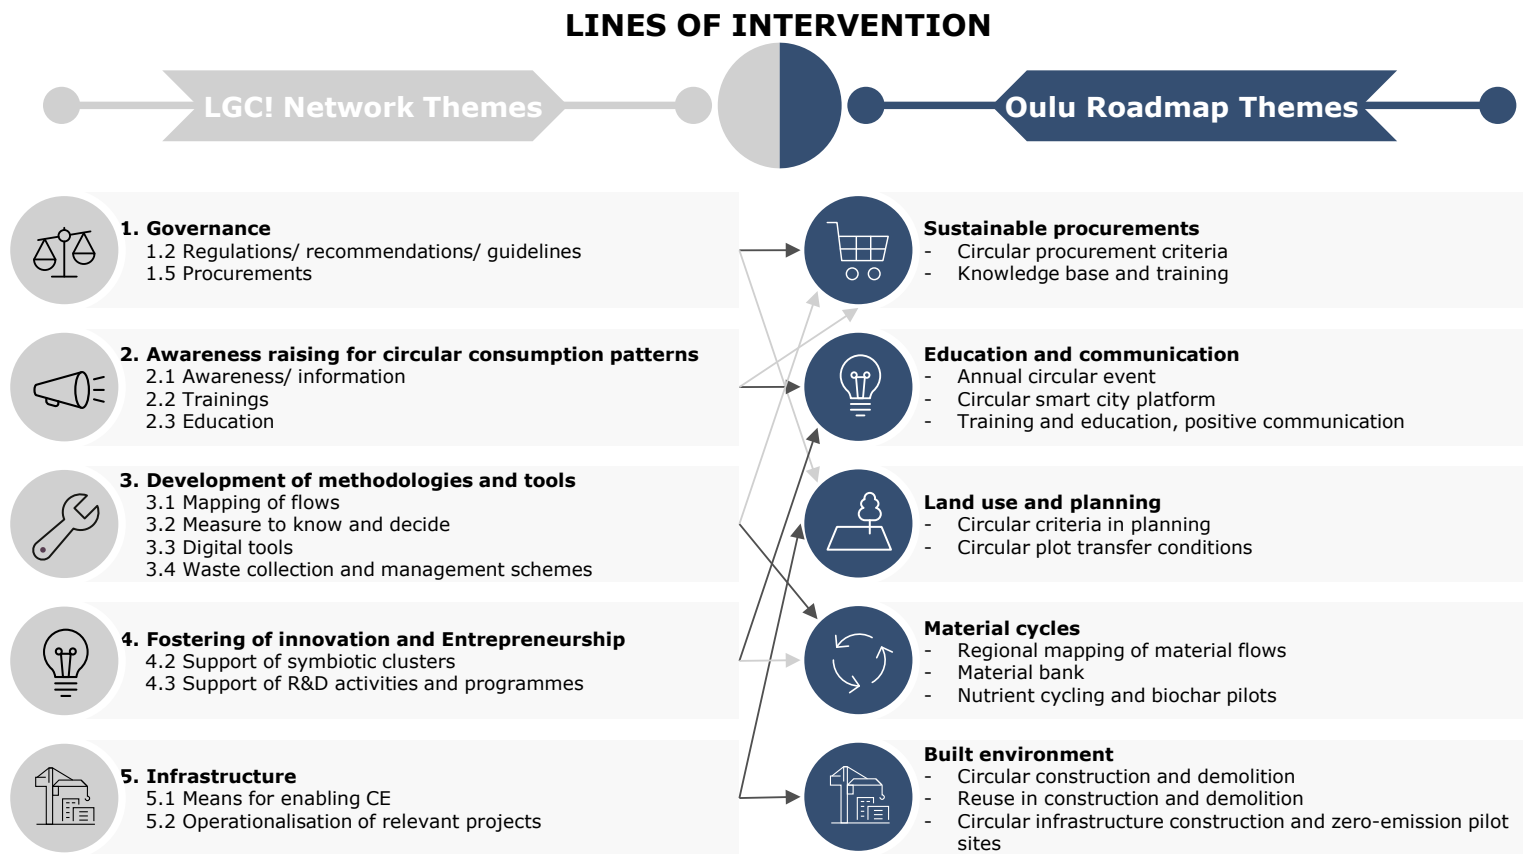 LINES OF INTERVENTION
LGC! Network Themes
Oulu Roadmap Themes
1. Governance
1.2 Regulations/ recommendations/ guidelines
1.5 Procurements
2. Awareness raising for circular consumption patterns
2.1 Awareness/ information
2.2 Trainings
2.3 Education
3. Development of methodologies and tools
3.1 Mapping of flows
3.2 Measure to know and decide
3.3 Digital tools
3.4 Waste collection and management schemes
4. Fostering of innovation and Entrepreneurship
4.2 Support of symbiotic clusters
4.3 Support of R&D activities and programmes
5. Infrastructure
5.1 Means for enabling CE
5.2 Operationalisation of relevant projects
Sustainable procurements
- Circular procurement criteria
- Knowledge base and training
Education and communication
- Annual circular event
- Circular smart city platform
- Training and education, positive communication
Land use and planning
- Circular criteria in planning
- Circular plot transfer conditions
Material cycles
- Regional mapping of material flows
- Material bank
- Nutrient cycling and biochar pilots
Built environment
- Circular construction and demolition
- Reuse in construction and demolition
- Circular infrastructure construction and zero-emission pilot
sites